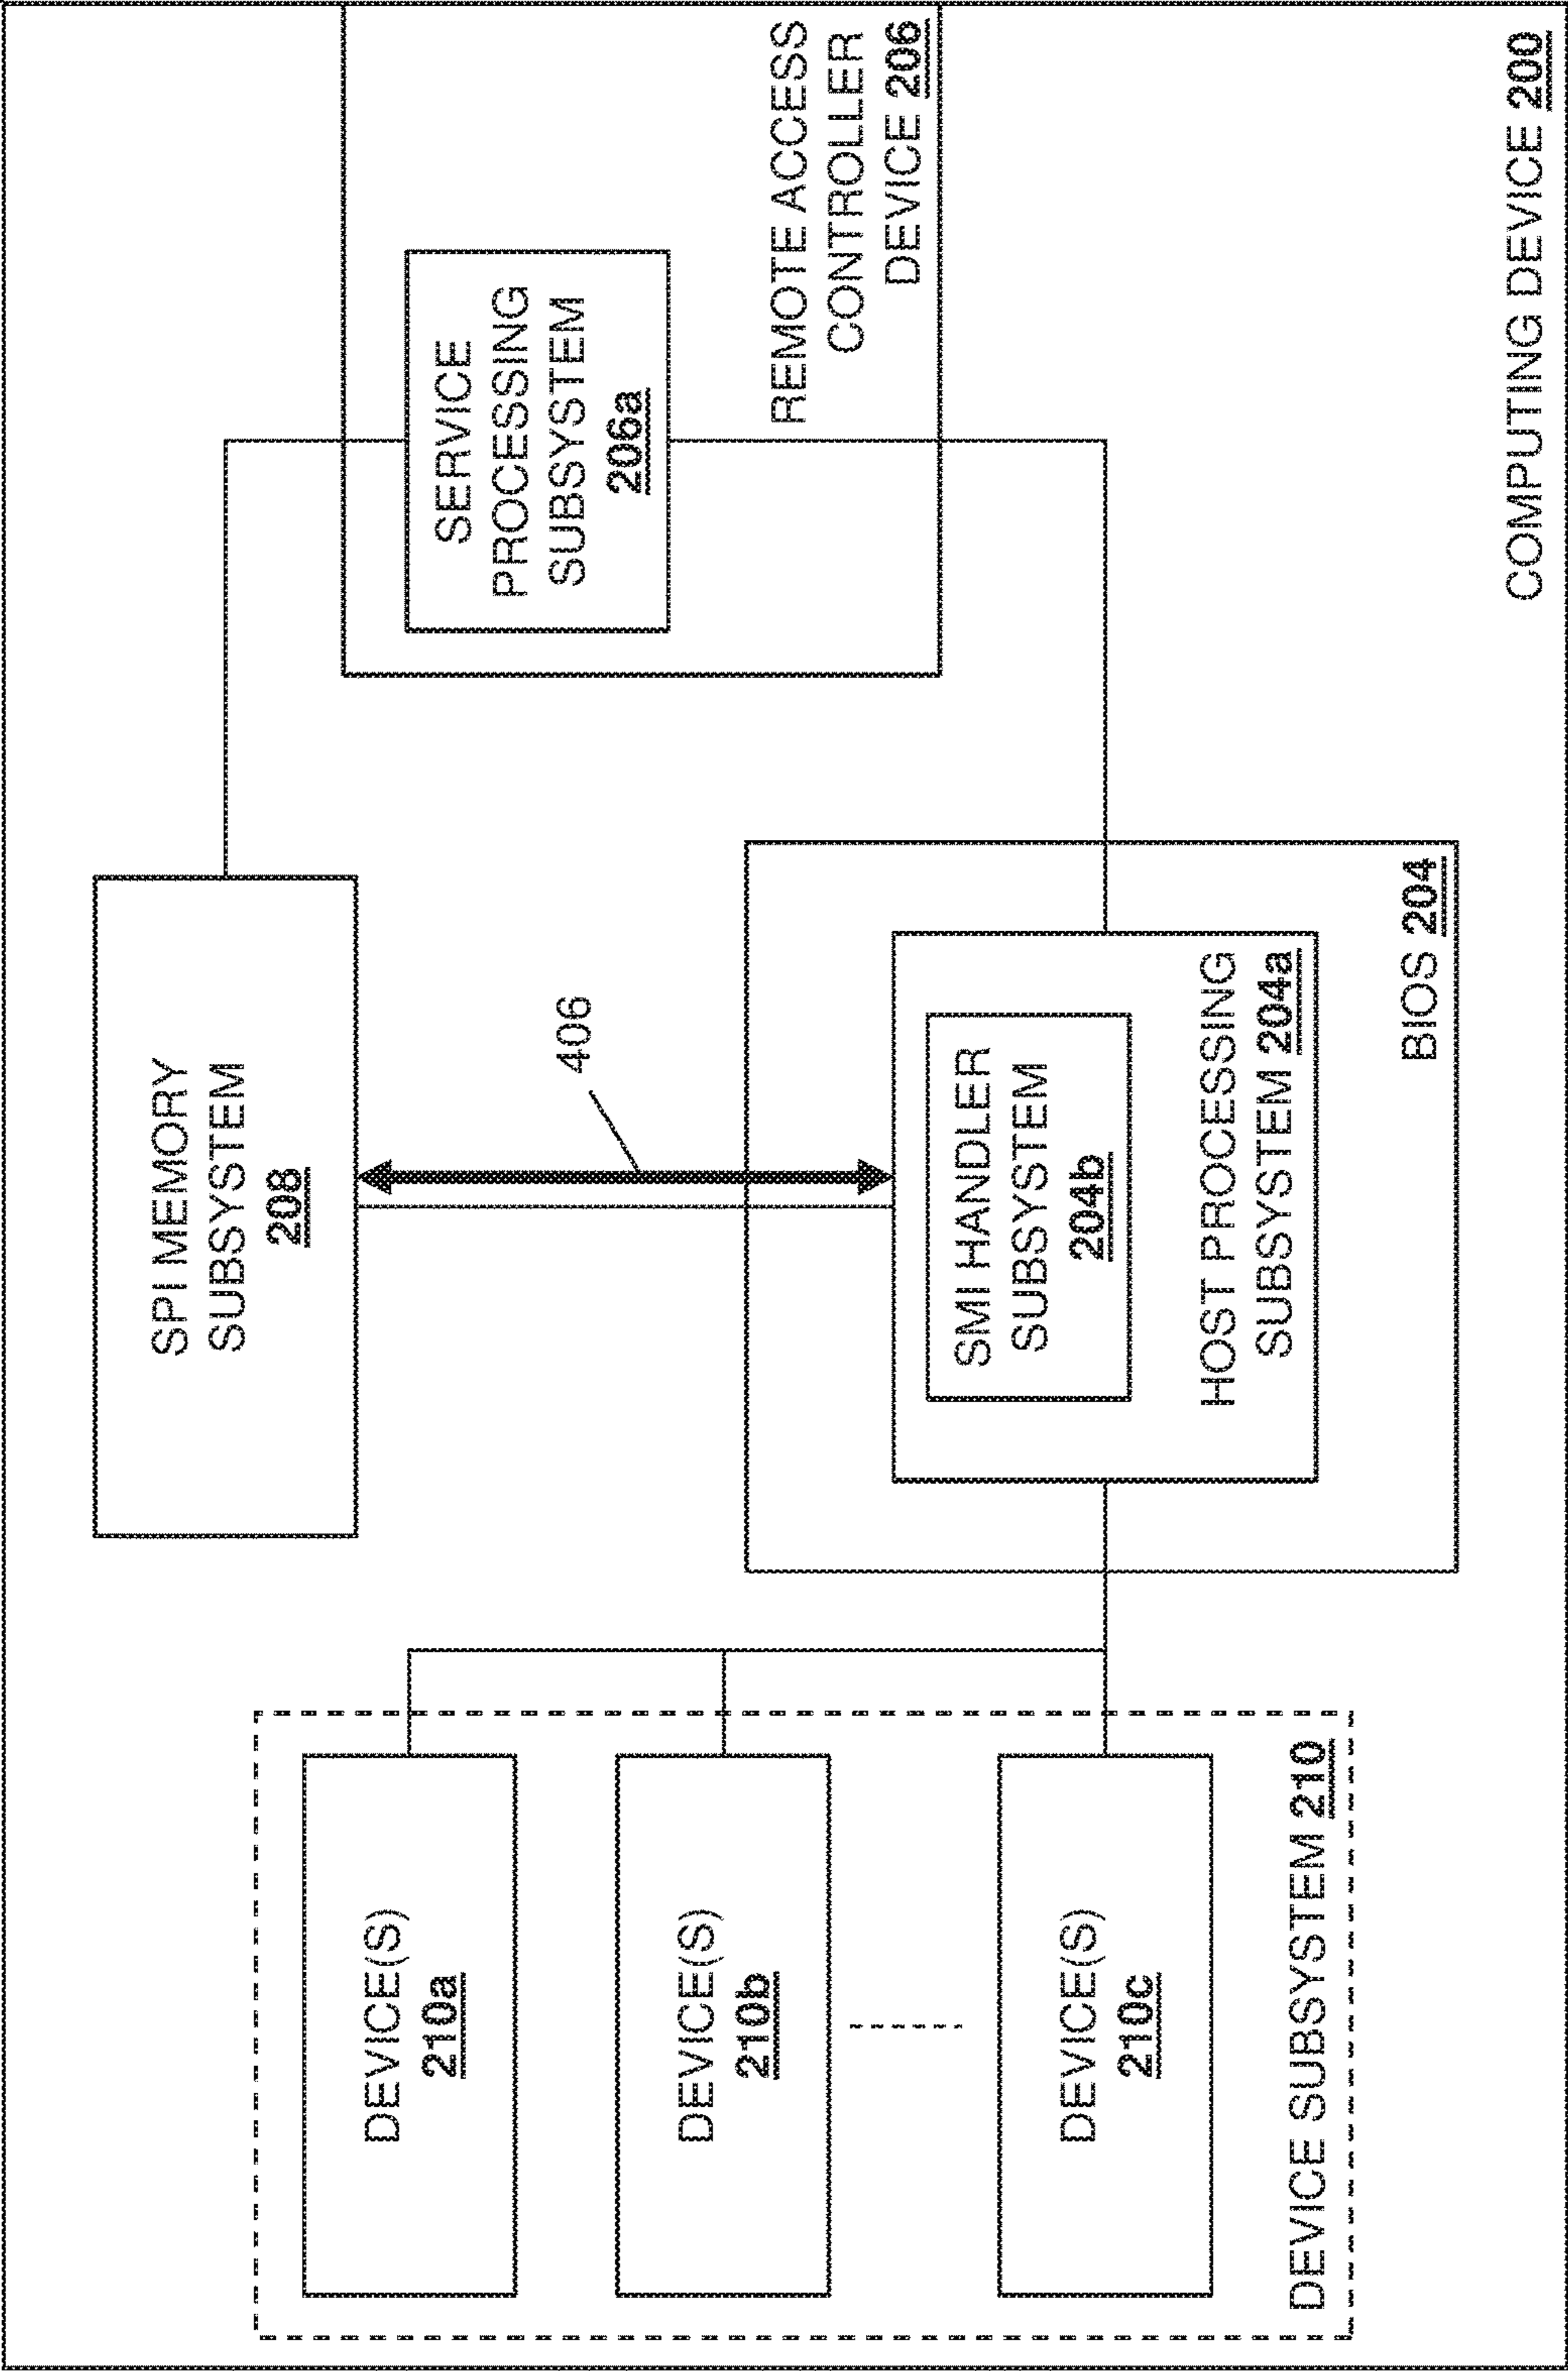 DEVICE(S)
210a
DEVICE(S)
210b
DEVICE(S)
210c
DEVICE SUBSYSTEM 210
SPI MEMORY
SUBSYSTEM
208
406
SMI HANDLER
SUBSYSTEM
204b
HOST PROCESSING
SUBSYSTEM 204a
BIOS 204
SERVICE
PROCESSING
SUBSYSTEM
206a
REMOTE ACCESS
CONTROLLER
DEVICE 206
COMPUTING DEVICE 200